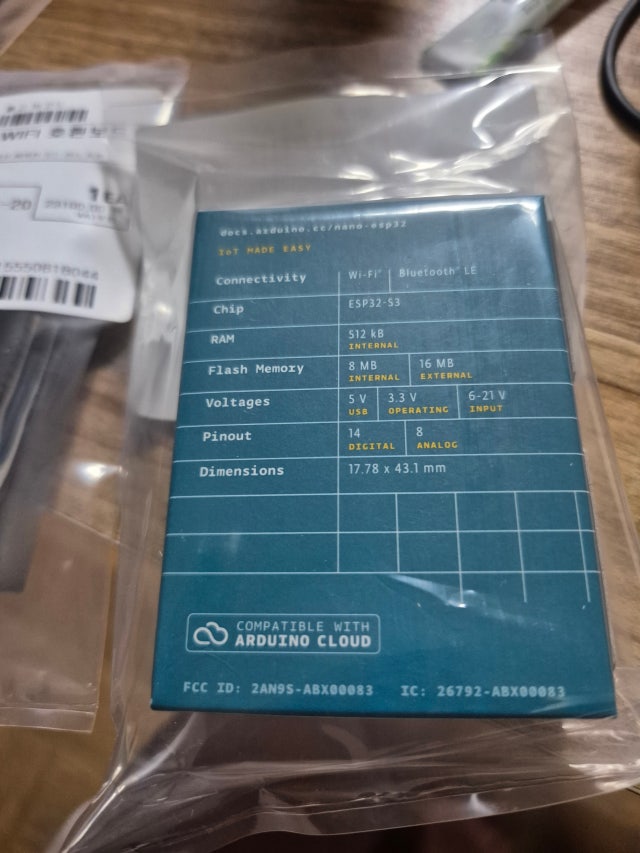 WIFI
-20
15550818044
docs.arduino.cc/nano-esp32
IoT MADE EASY
Connectivity Wi-Fi® Bluetooth® LE
Chip ESP32-S3
RAM 512 kB
INTERNAL
Flash Memory 8 MB 16 MB
INTERNAL EXTERNAL
Voltages 5 V 3.3 V 6-21 V
USB OPERATING INPUT
Pinout 14 8
DIGITAL ANALOG
Dimensions 17.78 x 43.1 mm
COMPATIBLE WITH
ARDUINO CLOUD
FCC ID: 2AN9S-ABX00083 IC: 26792-ABX00083